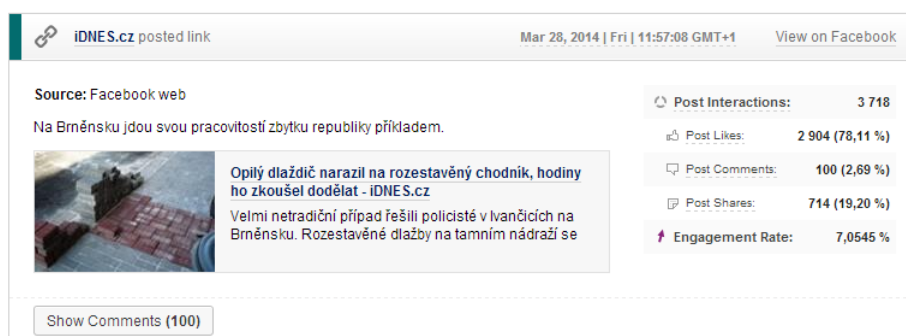 iDNES.cz posted link
Mar 28, 2014 | Fri | 11:57:08 GMT+1
View on Facebook
Source: Facebook web
Na Brněnsku jdou svou pracovitostí zbytku republiky příkladem.
Opilý dlaždič narazil na rozestavěný chodník, hodiny
ho zkoušel dodělat - iDNES.cz
Velmi netradiční případ řešili policisté v Ivančicích na
Brněnsku. Rozestavěné dlažby na tamním nádraží se
Post Interactions: 3 718
Post Likes: 2 904 (78,11 %)
Post Comments: 100 (2,69 %)
Post Shares: 714 (19,20 %)
Engagement Rate: 7,0545 %
Show Comments (100)